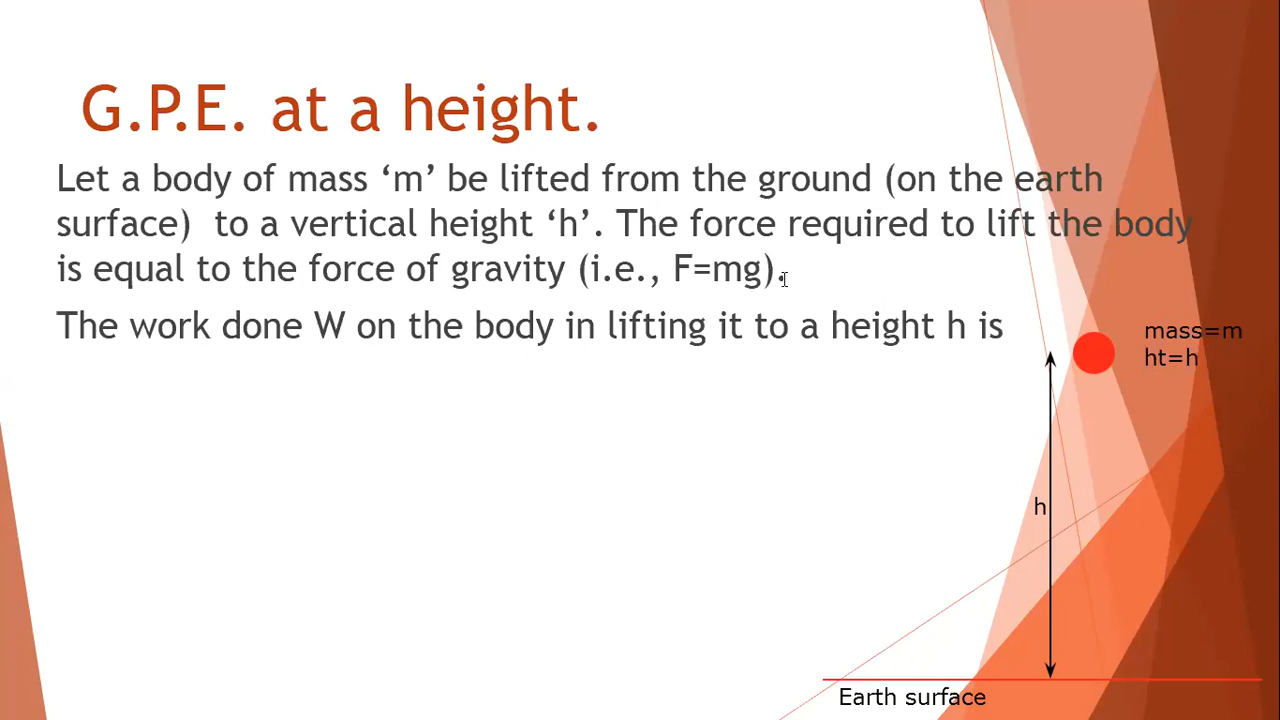 G.P.E. at a height.
Let a body of mass ‘m’ be lifted from the ground (on the earth
surface)  to a vertical height ‘h’. The force required to lift the body
is equal to the force of gravity (i.e., F=mg).
The work done W on the body in lifting it to a height h is
mass=m
ht=h
h
Earth surface